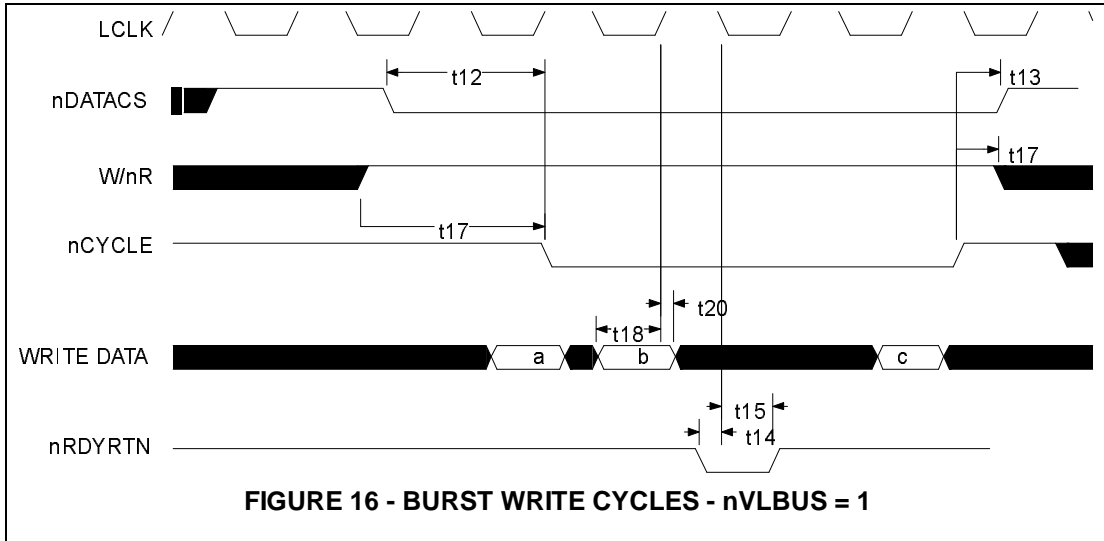 LCLK
t12
t13
nDATACS
W/nR
t17
t17
nCYCLE
t20
t18
WRITE DATA
a
b
c
t15
t14
nRDYRTN
FIGURE 16 - BURST WRITE CYCLES - nVLBUS = 1